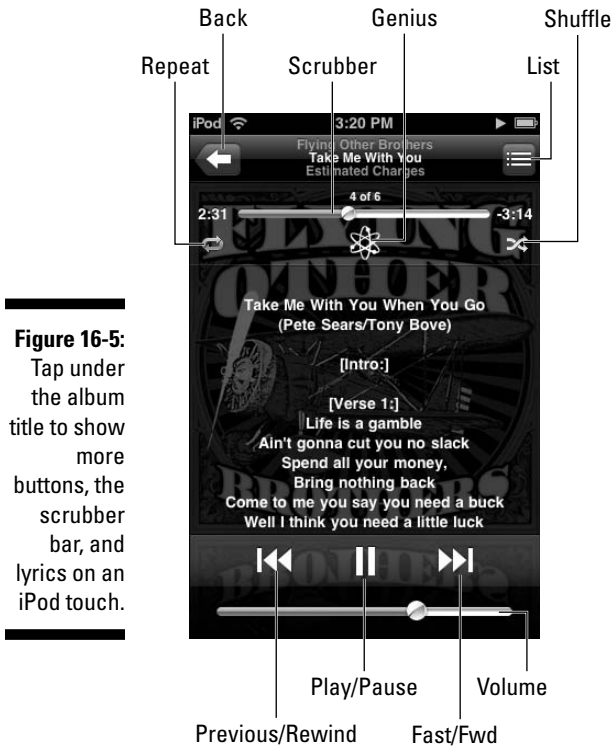 Back
Genius
Shuffle
Repeat
Scrubber
List
iPod
3:20 PM
Flying Other Brothers
Take Me With You
Estimated Charges
4 of 6
2:31
-3:14
FLYING
OTHER
BROTHERS
Take Me With You When You Go
(Pete Sears/Tony Bove)
[Intro:]
[Verse 1:]
Life is a gamble
Ain't gonna cut you no slack
Spend all your money,
Bring nothing back
Come to me you say you need a buck
Well I think you need a little luck
BROTHERS
Figure 16-5:
Tap under
the album
title to show
more
buttons, the
scrubber
bar, and
lyrics on an
iPod touch.
Play/Pause
Volume
Previous/Rewind
Fast/Fwd